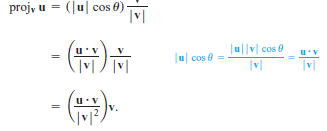 proj_v u = (|u| cos θ) v/|v|
= (u · v/|v|) v/|v|
|u| cos θ = |u||v| cos θ/|v| = u · v/|v|
= (u · v/|v|²)v.